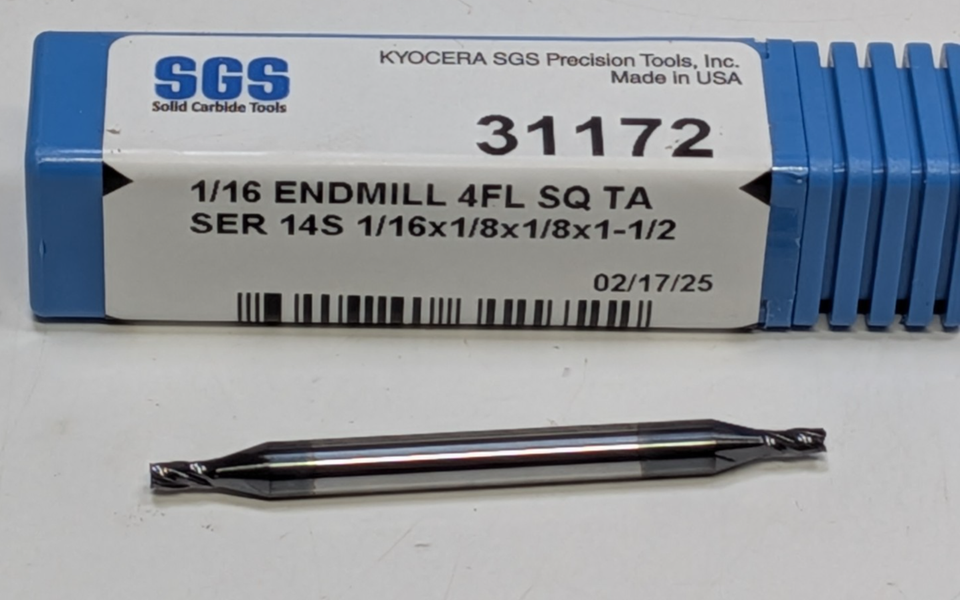 SGS
Solid Carbide Tools
KYOCERA SGS Precision Tools, Inc.
Made in USA
31172
1/16 ENDMILL 4FL SQ TA
SER 14S 1/16x1/8x1/8x1-1/2
02/17/25